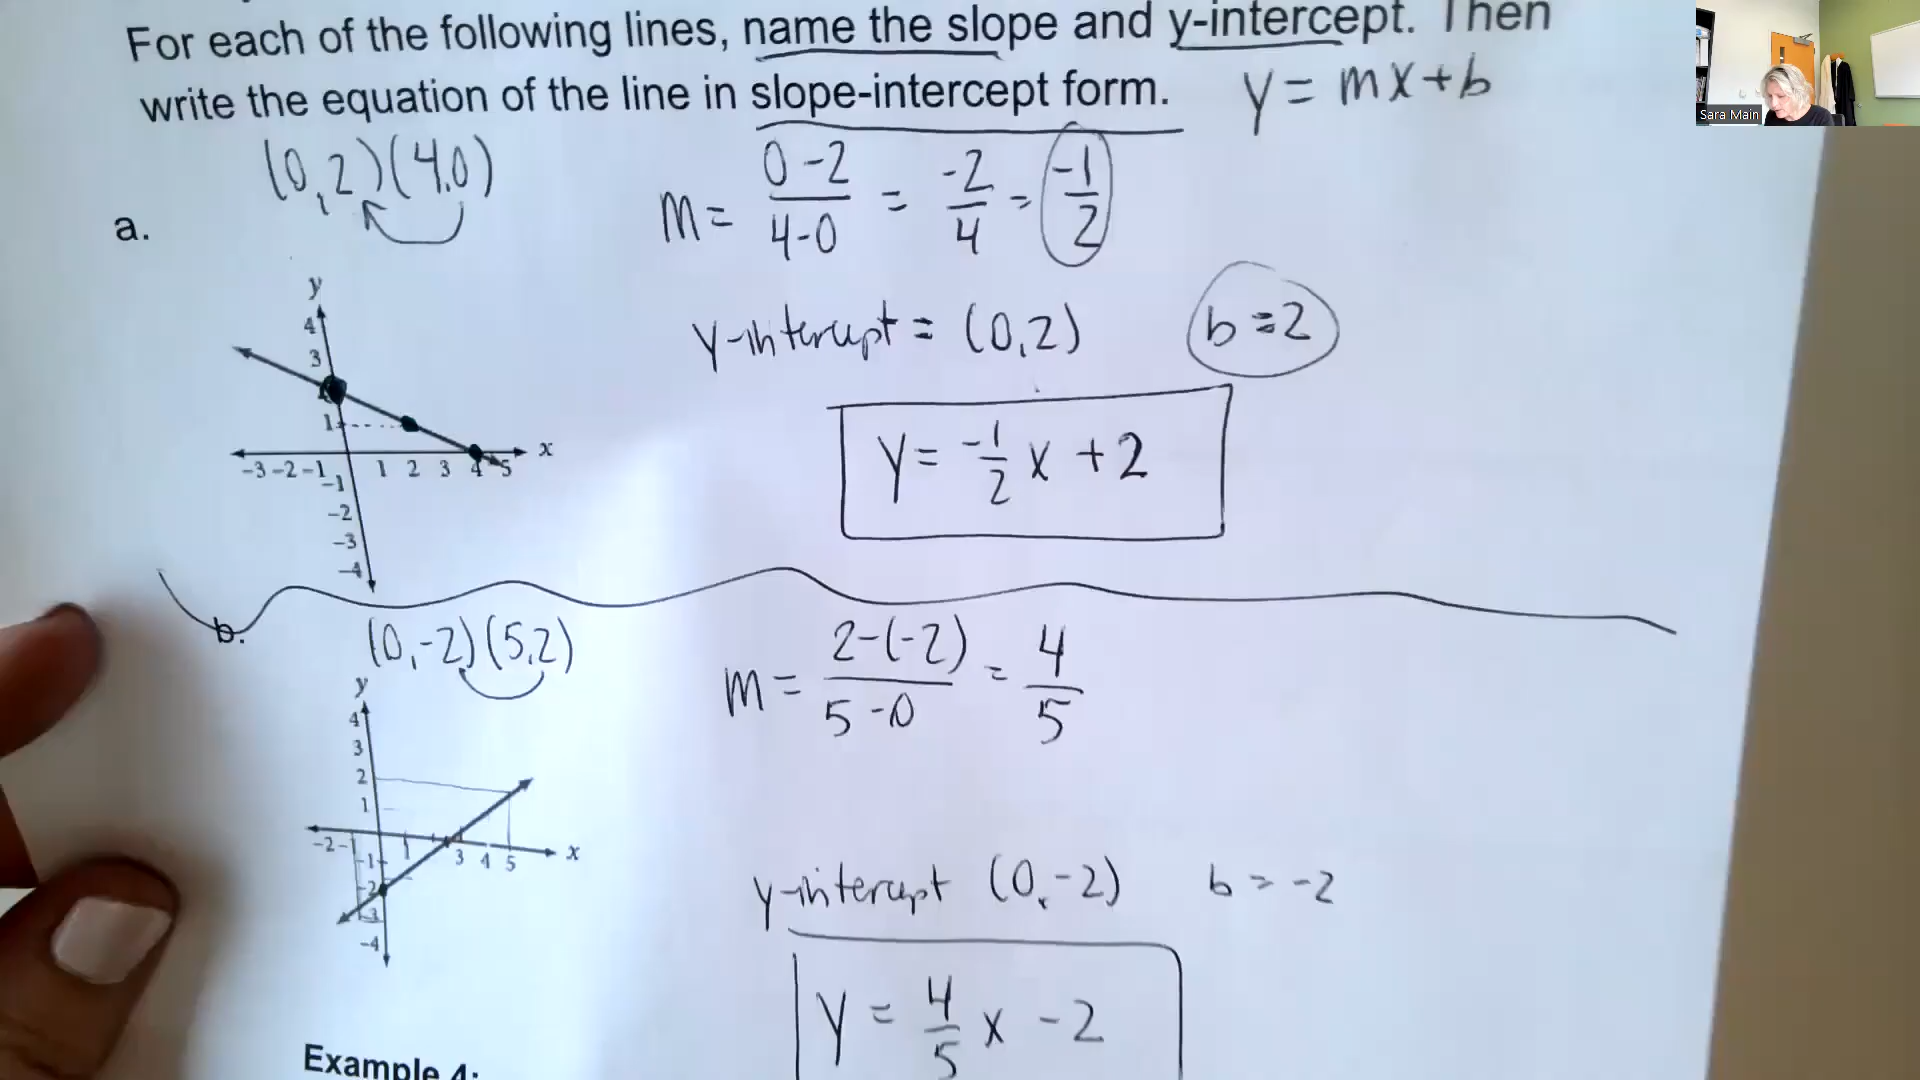 For each of the following lines, name the slope and y-intercept. Then
write the equation of the line in slope-intercept form. y = mx+b
Sara Main
(0,2)(4,0)
a.
m = 0-2/4-0 = -2/4 = -1/2
y-intercept = (0,2) b=2
y = -1/2 x + 2
y
4
3
1
-3 -2 -1 1 2 3 4 5 x
-1
-2
-3
-4
b.
(0,-2)(5,2)
m = 2-(-2)/5-0 = 4/5
y
4
3
2
1
-2 -1 1 3 4 5 x
-1
-2
-3
-4
y-intercept (0,-2) b = -2
y = 4/5 x - 2
Example 4: